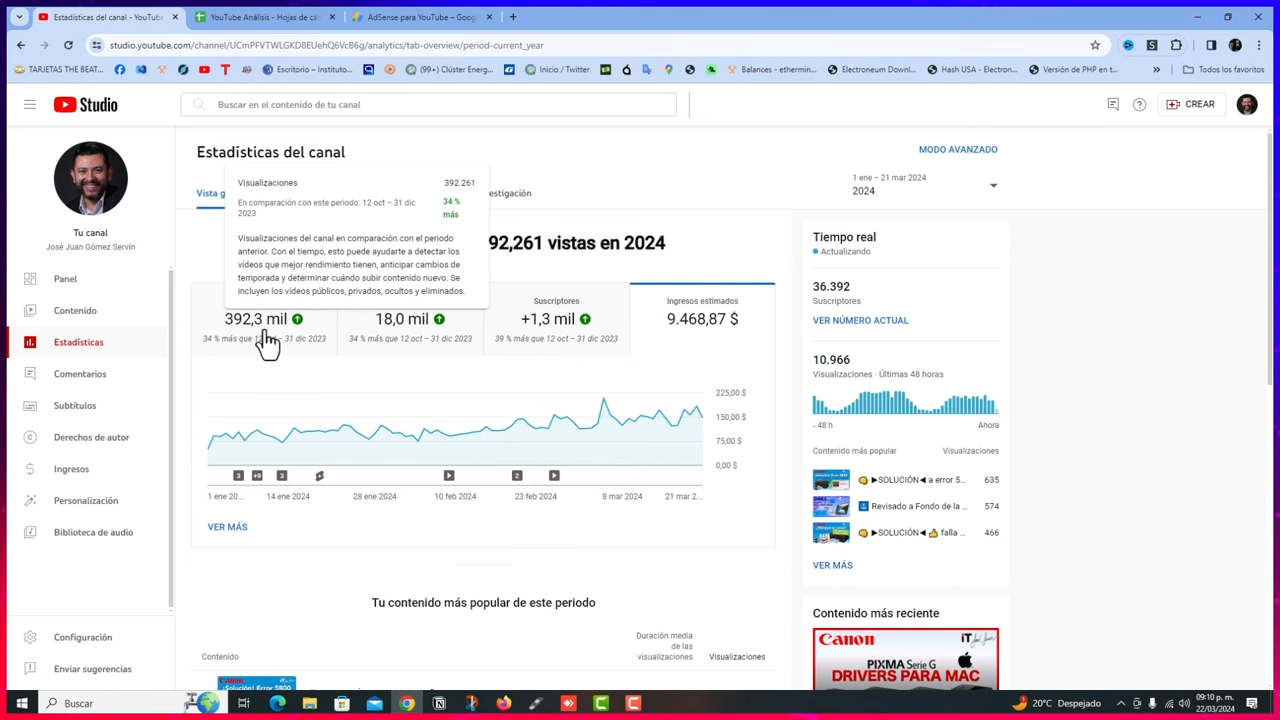 Estadísticas del canal - YouTube
YouTube Análisis - Hojas de cál
AdSense para YouTube – Goog
studio.youtube.com/channel/UCmPFVTWLGKD8EUehQ6Vc86g/analytics/tab-overview/period-current_year
TARJETAS THE BEAT...
Escritorio – Instituto...
(99+) Clúster Energ...
Inicio / Twitter
Balances - ethermin...
Electroneum Downl...
Hash USA - Electron...
Versión de PHP en t...
Todos los favoritos
Studio
Buscar en el contenido de tu canal
CREAR
Tu canal
José Juan Gómez Servín
Panel
Contenido
Estadísticas
Comentarios
Subtítulos
Derechos de autor
Ingresos
Personalización
Biblioteca de audio
Configuración
Enviar sugerencias
Estadísticas del canal
MODO AVANZADO
Vista g
estigación
1 ene – 21 mar 2024
2024
Visualizaciones 392.261
En comparación con este periodo: 12 oct – 31 dic 34 %
2023 más
Visualizaciones del canal en comparación con el periodo
anterior. Con el tiempo, esto puede ayudarte a detectar los
vídeos que mejor rendimiento tienen, anticipar cambios de
temporada y determinar cuándo subir contenido nuevo. Se
incluyen los vídeos públicos, privados, ocultos y eliminados.
92,261 vistas en 2024
392,3 mil
34 % más que 12 – 31 dic 2023
18,0 mil
34 % más que 12 oct – 31 dic 2023
Suscriptores
+1,3 mil
39 % más que 12 oct – 31 dic 2023
Ingresos estimados
9.468,87 $
225,00 $
150,00 $
75,00 $
0,00 $
3 +9 3 2
1 ene 20... 14 ene 2024 28 ene 2024 10 feb 2024 23 feb 2024 8 mar 2024 21 mar 2...
VER MÁS
Tu contenido más popular de este periodo
Duración media
de las
visualizaciones
Contenido
Visualizaciones
¡Solución! Error 5B00
Tiempo real
Actualizando
36.392
Suscriptores
VER NÚMERO ACTUAL
10.966
Visualizaciones · Últimas 48 horas
- 48 h Ahora
Contenido más popular Visualizaciones
▶SOLUCIÓN◀ a error 5... 635
Revisado a Fondo de la ... 574
▶SOLUCIÓN◀ 👍 falla ... 466
VER MÁS
Contenido más reciente
Canon
PIXMA Serie G
DRIVERS PARA MAC
Buscar
20°C Despejado
09:10 p. m.
22/03/2024